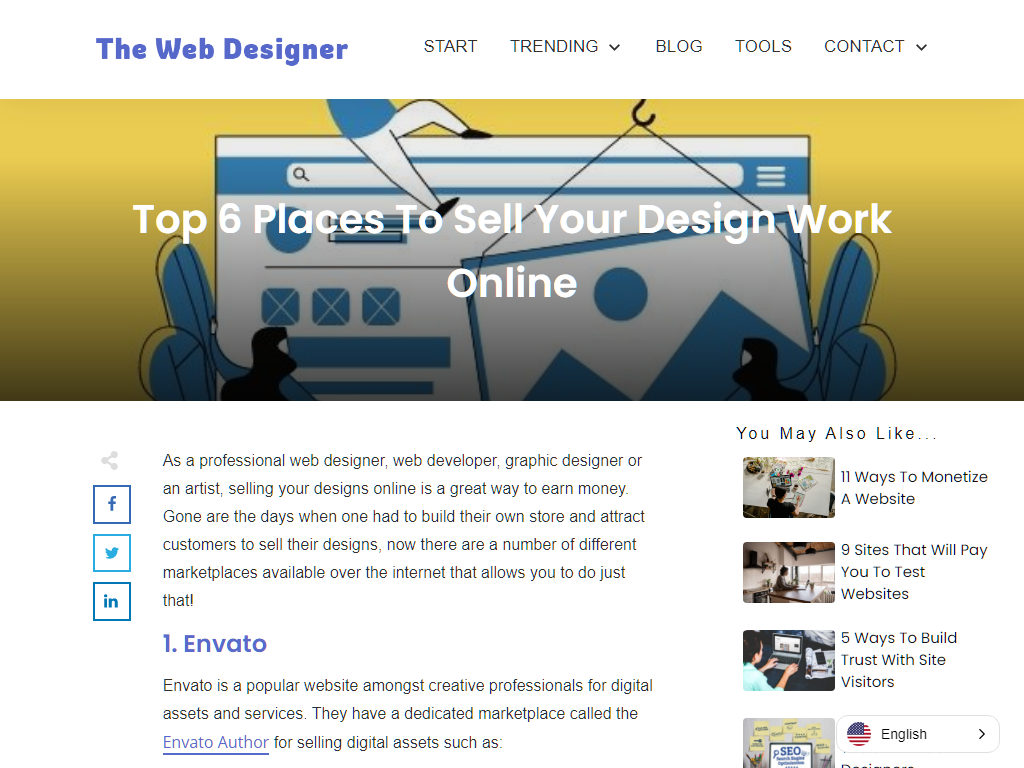 The Web Designer
START
TRENDING
BLOG
TOOLS
CONTACT
Top 6 Places To Sell Your Design Work
Online
As a professional web designer, web developer, graphic designer or
an artist, selling your designs online is a great way to earn money.
Gone are the days when one had to build their own store and attract
customers to sell their designs, now there are a number of different
marketplaces available over the internet that allows you to do just
that!
1. Envato
Envato is a popular website amongst creative professionals for digital
assets and services. They have a dedicated marketplace called the
Envato Author for selling digital assets such as:
You May Also Like...
11 Ways To Monetize
A Website
9 Sites That Will Pay
You To Test
Websites
5 Ways To Build
Trust With Site
Visitors
SEO
English